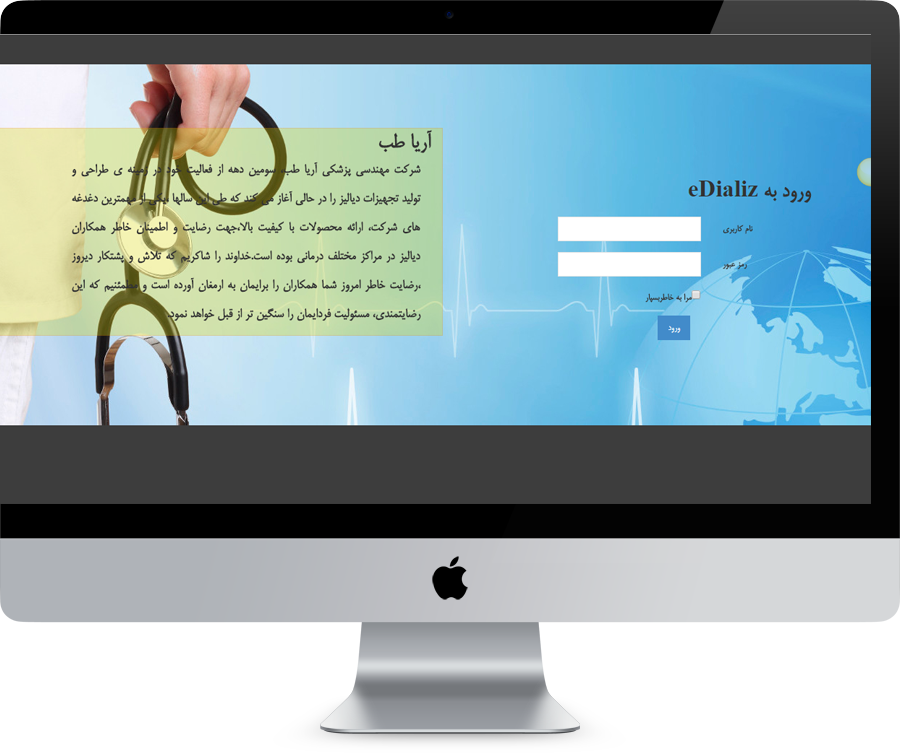 آریا طب
شرکت مهندسی پزشکی آریا طب، سومین دهه از فعالیت خود در زمینه ی طراحی و
تولید تجهیزات دیالیز را در حالی آغاز می کند که طی این سالها یکی از مهمترین دغدغه
های شرکت، ارائه محصولات با کیفیت بالا،جهت رضایت و اطمینان خاطر همکاران
دیالیز در مراکز مختلف درمانی بوده است.خداوند را شاکریم که تلاش و پشتکار دیروز
،رضایت خاطر امروز شما همکاران را برایمان به ارمغان آورده است و مطمئنیم که این
رضایتمندی، مسئولیت فردایمان را سنگین تر از قبل خواهد نمود.
ورود به eDializ
نام کاربری
رمز عبور
مرا به خاطر بسپار
ورود